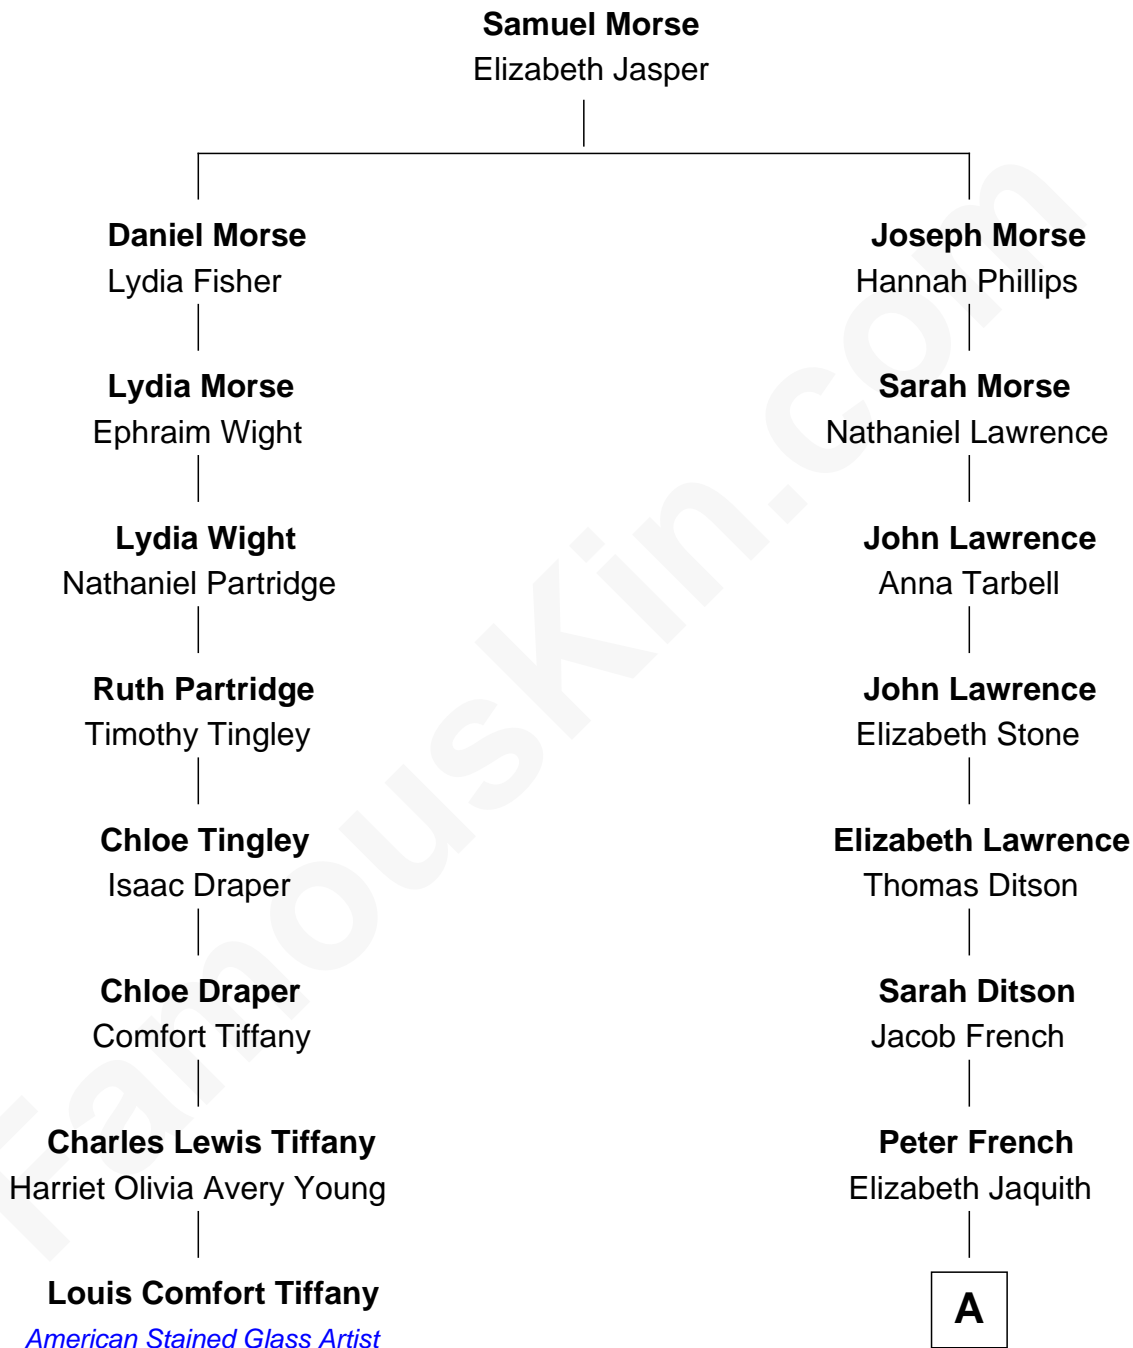 Samuel Morse
Elizabeth Jasper
Daniel Morse
Lydia Fisher
Joseph Morse
Hannah Phillips
Lydia Morse
Ephraim Wight
Sarah Morse
Nathaniel Lawrence
Lydia Wight
Nathaniel Partridge
John Lawrence
Anna Tarbell
Ruth Partridge
Timothy Tingley
John Lawrence
Elizabeth Stone
Chloe Tingley
Isaac Draper
Elizabeth Lawrence
Thomas Ditson
Chloe Draper
Comfort Tiffany
Sarah Ditson
Jacob French
Charles Lewis Tiffany
Harriet Olivia Avery Young
Peter French
Elizabeth Jaquith
Louis Comfort Tiffany
American Stained Glass Artist
A
FamousKin.com